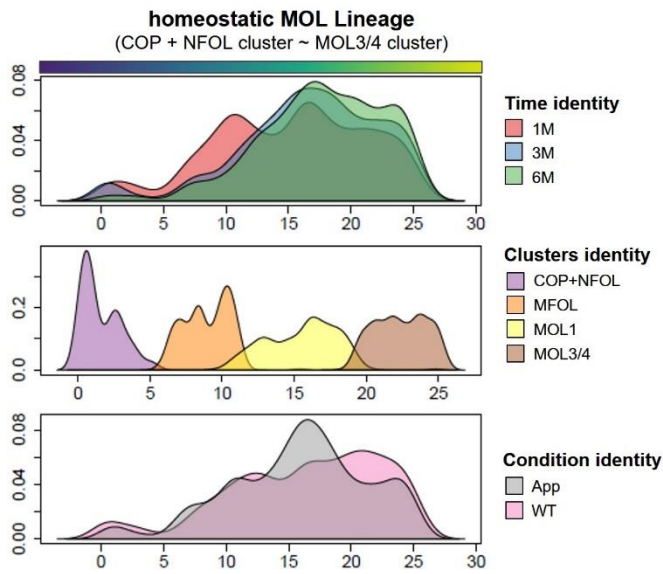 homeostatic MOL Lineage
(COP + NFOL cluster ~ MOL3/4 cluster)
0.08
0.04
0.00
0 5 10 15 20 25 30
Time identity
1M
3M
6M
0.2
0.0
0 5 10 15 20 25
Clusters identity
COP+NFOL
MFOL
MOL1
MOL3/4
0.08
0.04
0.00
0 5 10 15 20 25 30
Condition identity
App
WT